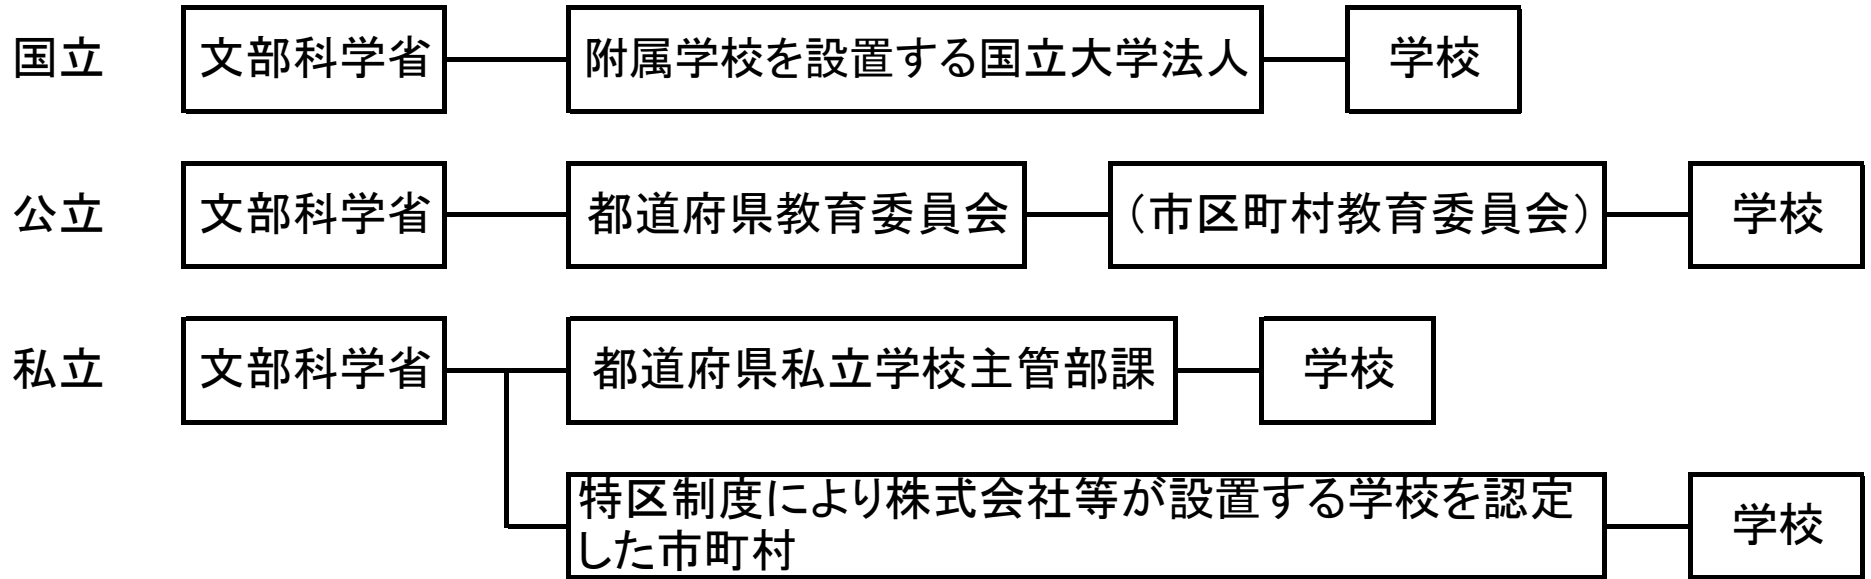 国立 文部科学省 附属学校を設置する国立大学法人 学校
公立 文部科学省 都道府県教育委員会 （市区町村教育委員会） 学校
私立 文部科学省 都道府県私立学校主管部課 学校
特区制度により株式会社等が設置する学校を認定
した市町村
学校